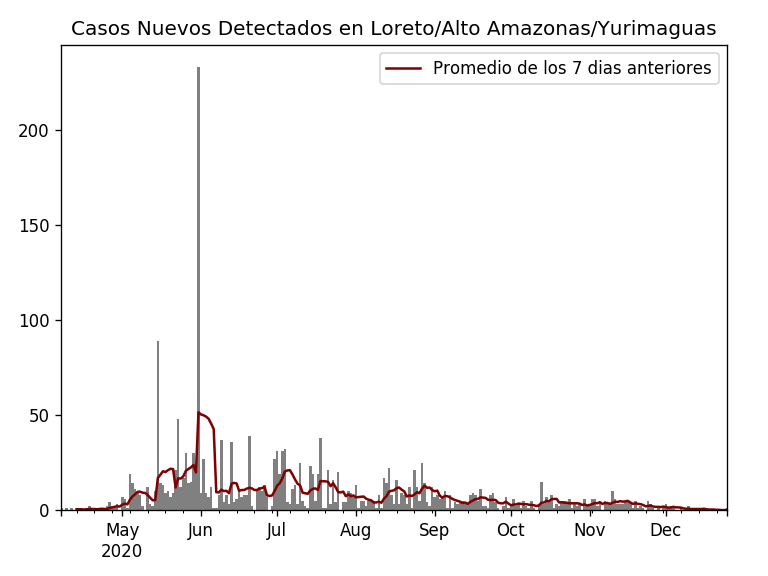 Casos Nuevos Detectados en Loreto/Alto Amazonas/Yurimaguas
Promedio de los 7 dias anteriores
200
150
100
50
0
May Jun Jul Aug Sep Oct Nov Dec
2020